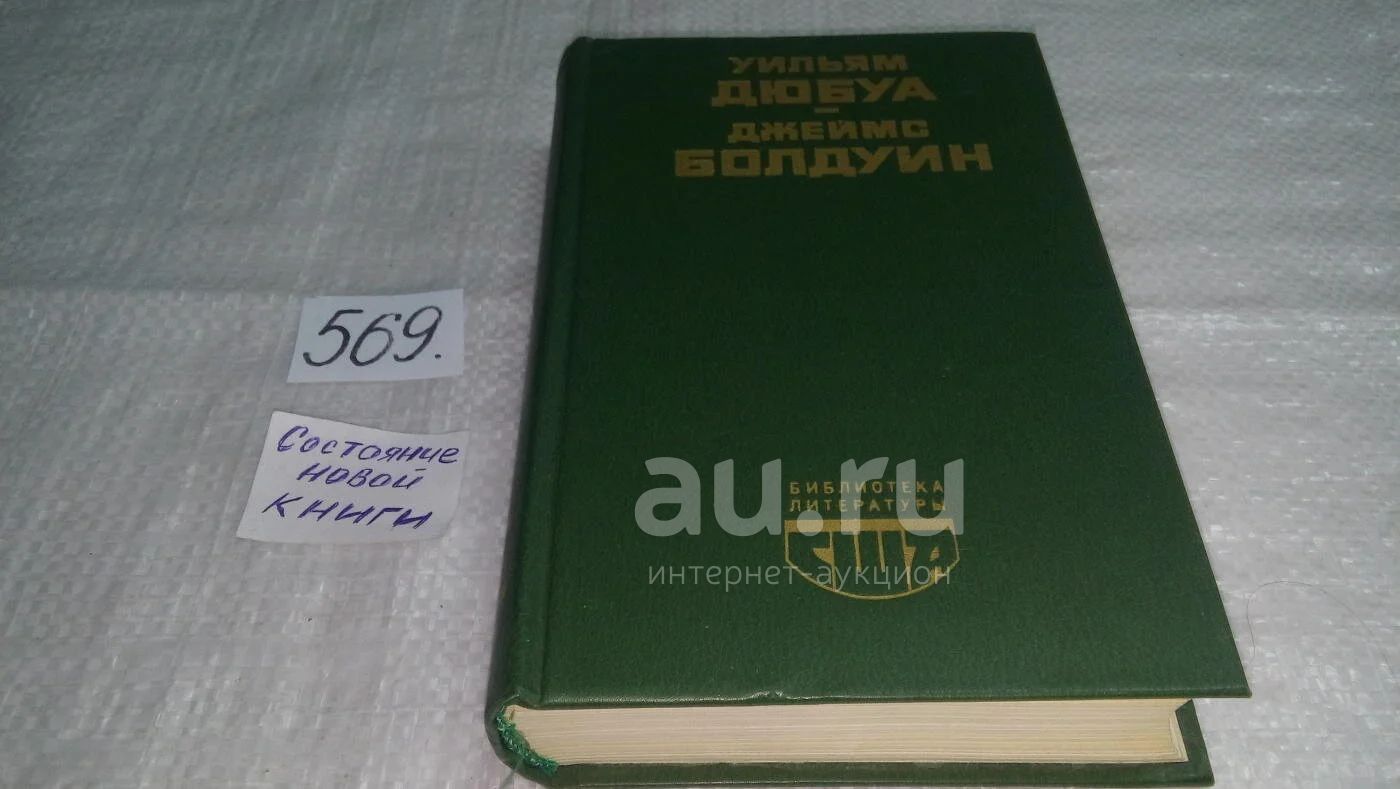 УИЛЬЯМ
ДЮБУА
ДЖЕЙМС
БОЛДУИН
569.
Состояние
новой
книги
БИБЛИОТЕКА
ЛИТЕРАТУРЫ
США
au.ru
интернет-аукцион